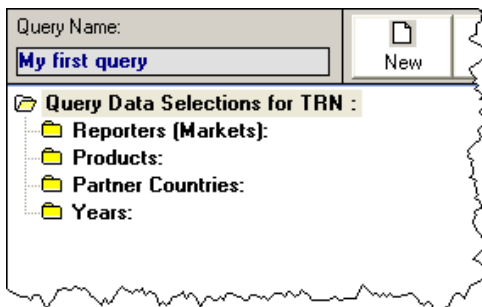 Query Name:
My first query
New
Query Data Selections for TRN :
Reporters (Markets):
Products:
Partner Countries:
Years: